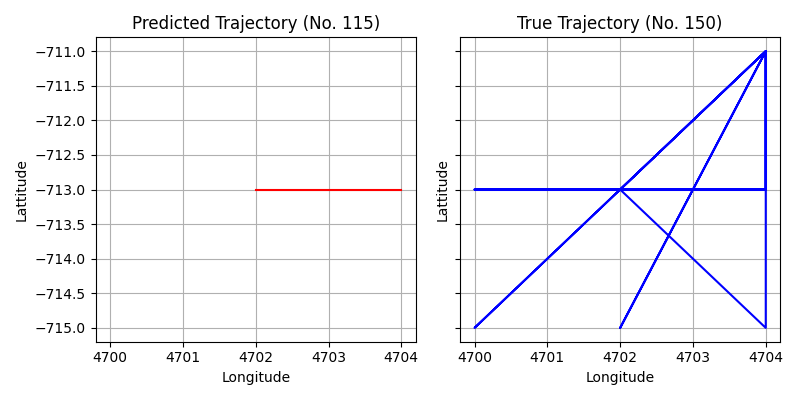 Predicted Trajectory (No. 115)
True Trajectory (No. 150)
−711.0
−711.5
−712.0
−712.5
−713.0
−713.5
−714.0
−714.5
−715.0
Lattitude
Lattitude
4700 4701 4702 4703 4704
4700 4701 4702 4703 4704
Longitude
Longitude